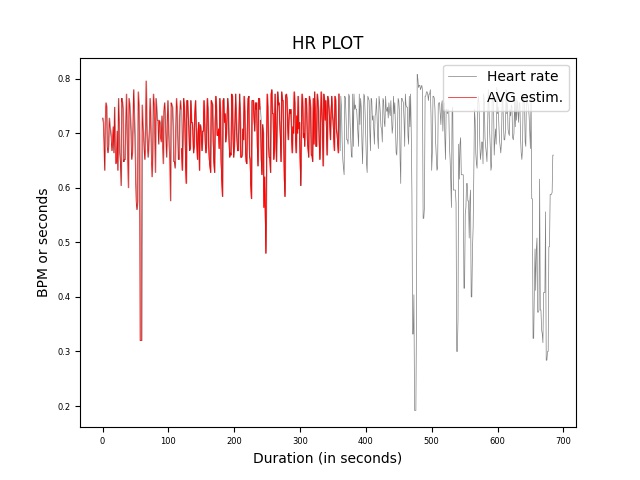 HR PLOT
Heart rate
AVG estim.
BPM or seconds
0.8
0.7
0.6
0.5
0.4
0.3
0.2
0 100 200 300 400 500 600 700
Duration (in seconds)